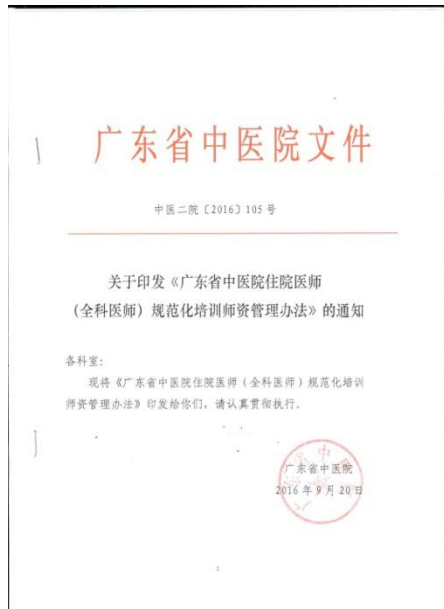 广东省中医院文件
中医二院〔2016〕105号
关于印发《广东省中医院住院医师
（全科医师）规范化培训师资管理办法》的通知
各科室：
现将《广东省中医院住院医师（全科医师）规范化培训
师资管理办法》印发给你们，请认真贯彻执行。
广东省中医院
2016年9月20日
1